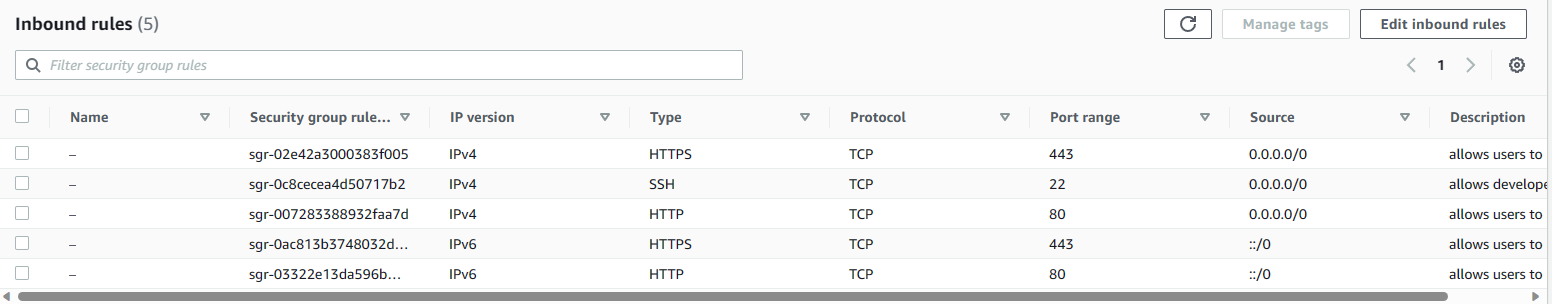 Inbound rules (5)
Manage tags
Edit inbound rules
Filter security group rules
1
Name Security group rule... IP version Type Protocol Port range Source Description
– sgr-02e42a3000383f005 IPv4 HTTPS TCP 443 0.0.0.0/0 allows users to
– sgr-0c8cecea4d50717b2 IPv4 SSH TCP 22 0.0.0.0/0 allows develope
– sgr-007283388932faa7d IPv4 HTTP TCP 80 0.0.0.0/0 allows users to
– sgr-0ac813b3748032d... IPv6 HTTPS TCP 443 ::/0 allows users to
– sgr-03322e13da596b... IPv6 HTTP TCP 80 ::/0 allows users to